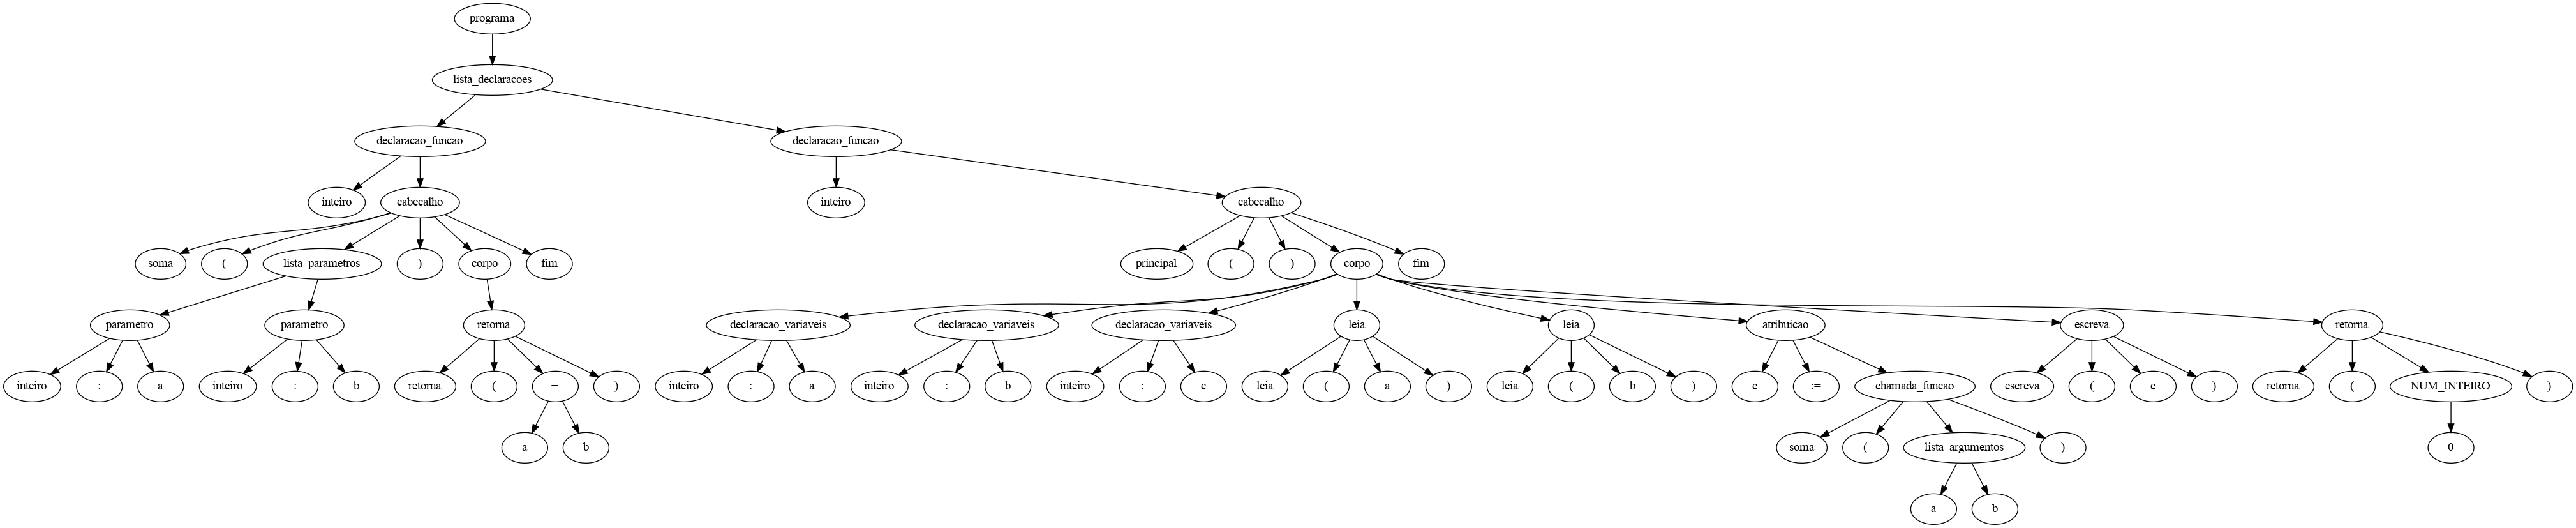 programa
lista_declaracoes
declaracao_funcao declaracao_funcao
inteiro cabecalho inteiro cabecalho
soma ( lista_parametros ) corpo fim principal ( ) corpo fim
parametro parametro retorna declaracao_variaveis declaracao_variaveis declaracao_variaveis leia leia atribuicao escreva retorna
inteiro : a inteiro : b retorna ( + ) inteiro : a inteiro : b inteiro : c leia ( a ) leia ( b ) c := chamada_funcao escreva ( c ) retorna ( NUM_INTEIRO )
a b soma ( lista_argumentos ) 0
a b